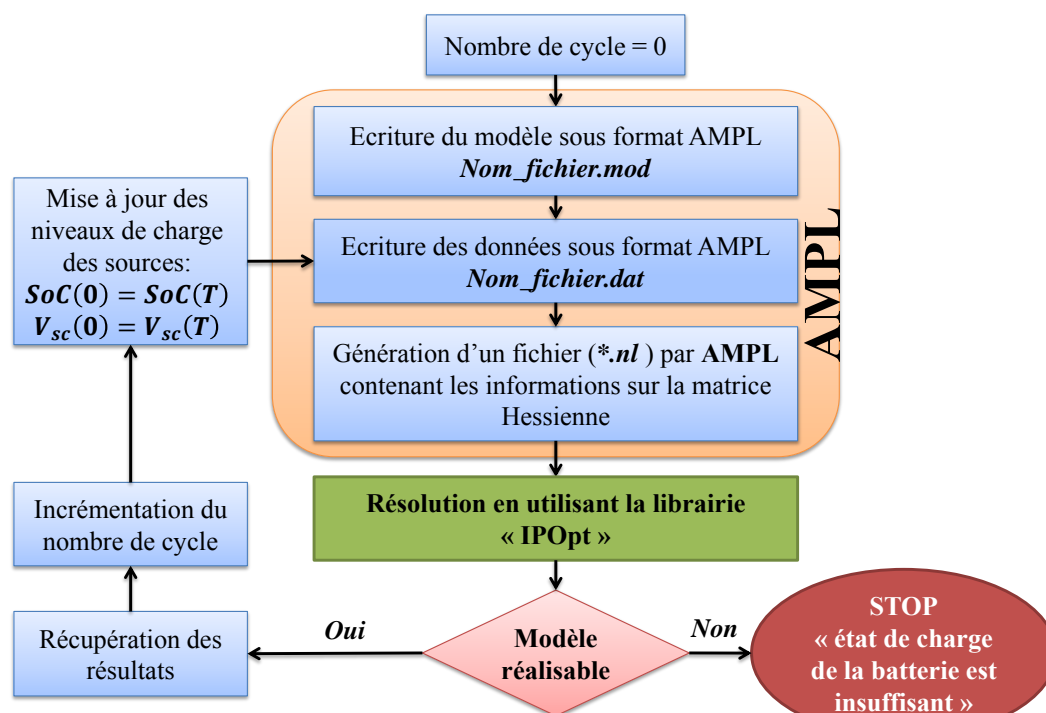 Nombre de cycle = 0
Ecriture du modèle sous format AMPL
Nom_fichier.mod
Ecriture des données sous format AMPL
Nom_fichier.dat
Génération d'un fichier (*.nl ) par AMPL
contenant les informations sur la matrice
Hessienne
AMPL
Mise à jour des
niveaux de charge
des sources:
SoC(0) = SoC(T)
V_sc(0) = V_sc(T)
Résolution en utilisant la librairie
« IPOpt »
Incrémentation du
nombre de cycle
Modèle
réalisable
Oui
Non
Récupération des
résultats
STOP
« état de charge
de la batterie est
insuffisant »